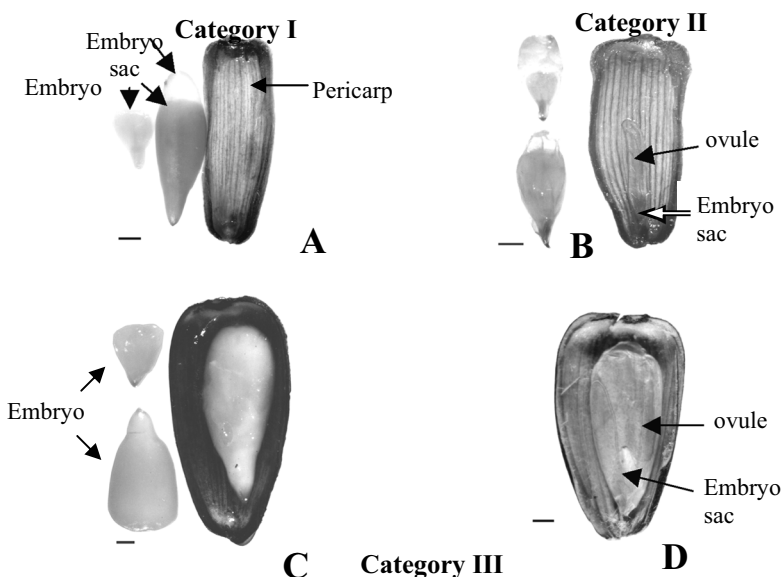 Category I
Embryo
sac
Embryo
Pericarp
A
Category II
ovule
Embryo
sac
B
Embryo
C
Category III
ovule
Embryo
sac
D